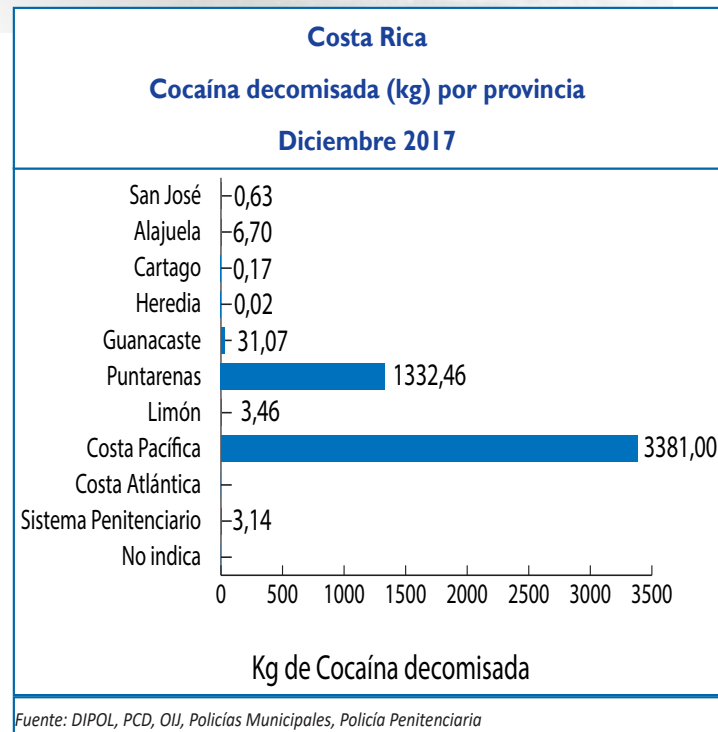 Costa Rica
Cocaína decomisada (kg) por provincia
Diciembre 2017
San José 0,63
Alajuela 6,70
Cartago 0,17
Heredia 0,02
Guanacaste 31,07
Puntarenas 1332,46
Limón 3,46
Costa Pacífica 3381,00
Costa Atlántica
Sistema Penitenciario 3,14
No indica
0 500 1000 1500 2000 2500 3000 3500
Kg de Cocaína decomisada
Fuente: DIPOL, PCD, OIJ, Policías Municipales, Policía Penitenciaria